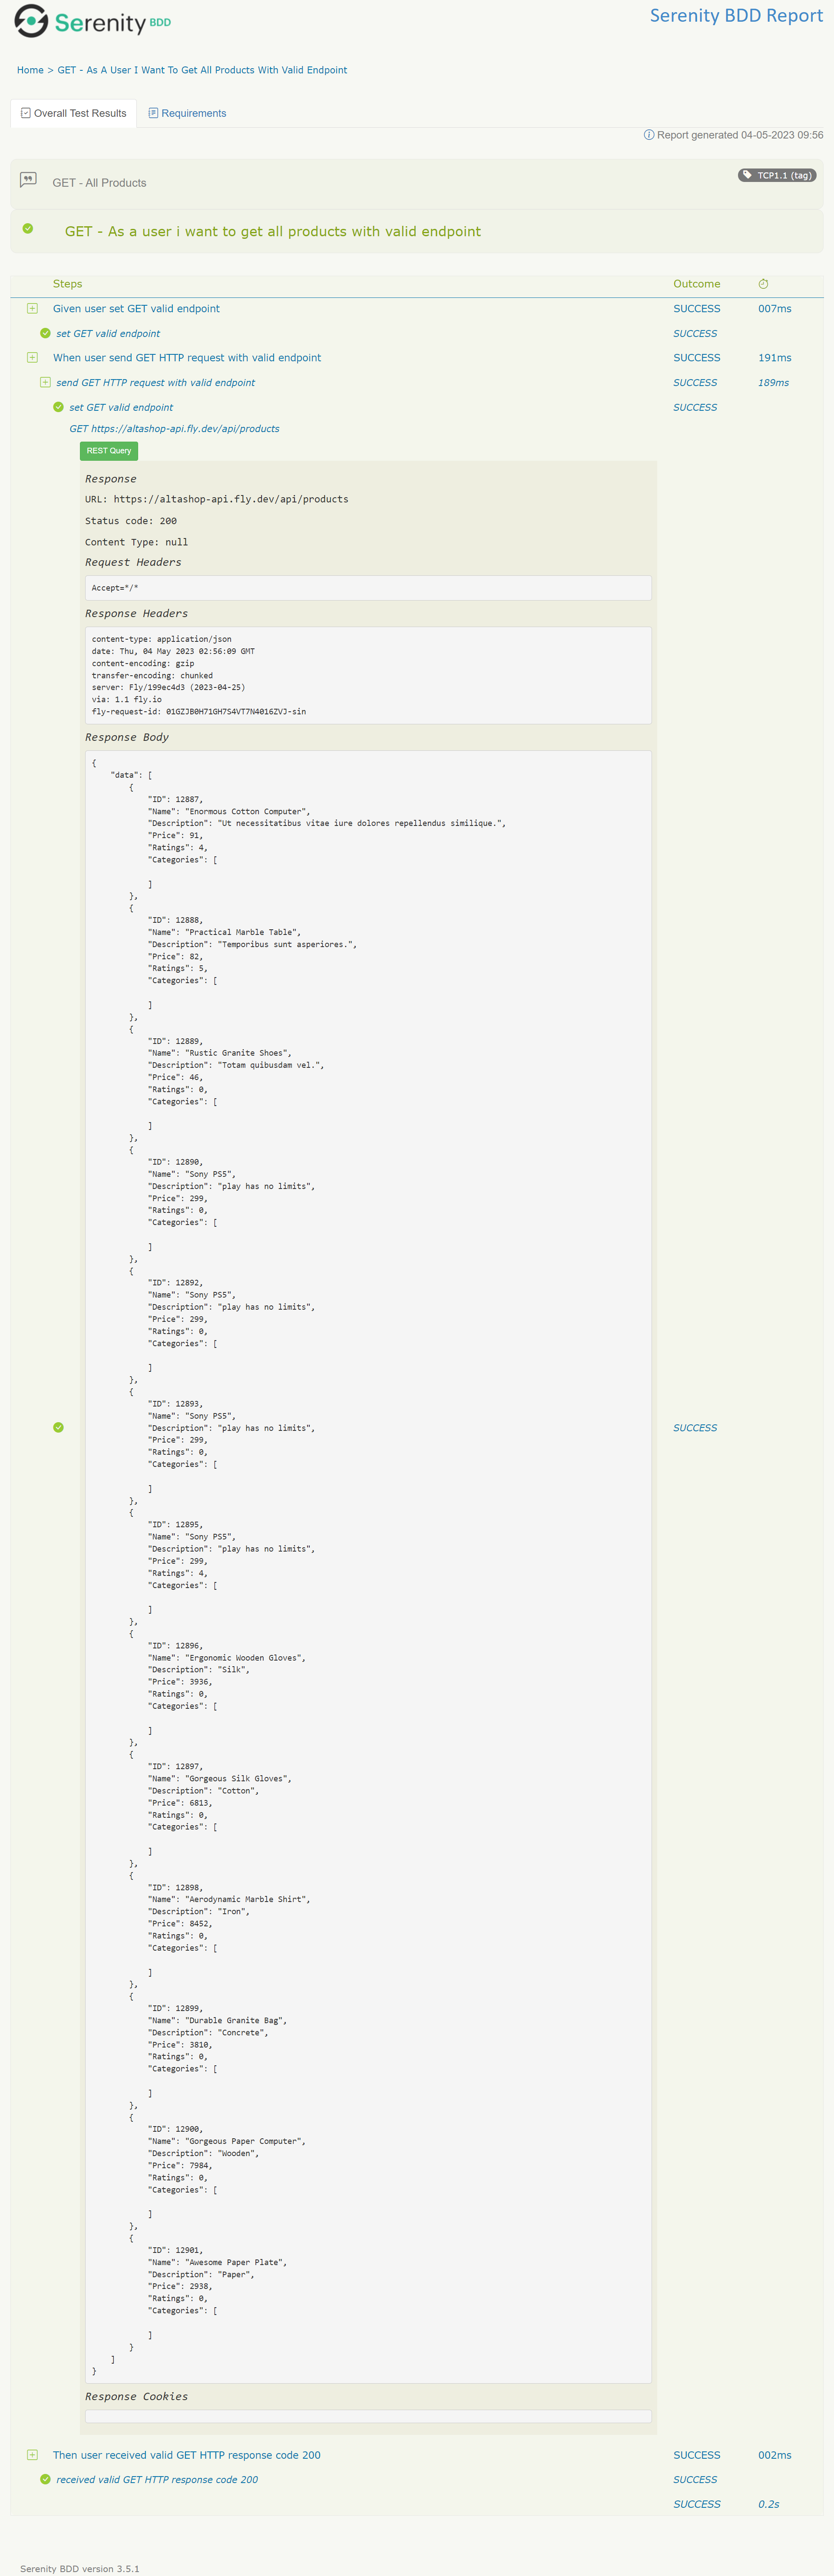 Serenity BDD
Serenity BDD Report
Home > GET - As A User I Want To Get All Products With Valid Endpoint
Overall Test Results
Requirements
Report generated 04-05-2023 09:56
GET - All Products
TCP1.1 (tag)
GET - As a user i want to get all products with valid endpoint
Steps Outcome
Given user set GET valid endpoint SUCCESS 007ms
set GET valid endpoint SUCCESS
When user send GET HTTP request with valid endpoint SUCCESS 191ms
send GET HTTP request with valid endpoint SUCCESS 189ms
set GET valid endpoint SUCCESS
GET https://altashop-api.fly.dev/api/products
REST Query
Response
URL: https://altashop-api.fly.dev/api/products
Status code: 200
Content Type: null
Request Headers
Accept=*/*
Response Headers
content-type: application/json
date: Thu, 04 May 2023 02:56:09 GMT
content-encoding: gzip
transfer-encoding: chunked
server: Fly/199ec4d3 (2023-04-25)
via: 1.1 fly.io
fly-request-id: 01GZJB0H71GH7S4VT7N4016ZVJ-sin
Response Body
{
"data": [
{
"ID": 12887,
"Name": "Enormous Cotton Computer",
"Description": "Ut necessitatibus vitae iure dolores repellendus similique.",
"Price": 91,
"Ratings": 4,
"Categories": [
]
},
{
"ID": 12888,
"Name": "Practical Marble Table",
"Description": "Temporibus sunt asperiores.",
"Price": 82,
"Ratings": 5,
"Categories": [
]
},
{
"ID": 12889,
"Name": "Rustic Granite Shoes",
"Description": "Totam quibusdam vel.",
"Price": 46,
"Ratings": 0,
"Categories": [
]
},
{
"ID": 12890,
"Name": "Sony PS5",
"Description": "play has no limits",
"Price": 299,
"Ratings": 0,
"Categories": [
]
},
{
"ID": 12892,
"Name": "Sony PS5",
"Description": "play has no limits",
"Price": 299,
"Ratings": 0,
"Categories": [
]
},
{
"ID": 12893,
"Name": "Sony PS5",
"Description": "play has no limits",
"Price": 299,
"Ratings": 0,
"Categories": [
]
},
{
"ID": 12895,
"Name": "Sony PS5",
"Description": "play has no limits",
"Price": 299,
"Ratings": 4,
"Categories": [
]
},
{
"ID": 12896,
"Name": "Ergonomic Wooden Gloves",
"Description": "Silk",
"Price": 3936,
"Ratings": 0,
"Categories": [
]
},
{
"ID": 12897,
"Name": "Gorgeous Silk Gloves",
"Description": "Cotton",
"Price": 6813,
"Ratings": 0,
"Categories": [
]
},
{
"ID": 12898,
"Name": "Aerodynamic Marble Shirt",
"Description": "Iron",
"Price": 8452,
"Ratings": 0,
"Categories": [
]
},
{
"ID": 12899,
"Name": "Durable Granite Bag",
"Description": "Concrete",
"Price": 3810,
"Ratings": 0,
"Categories": [
]
},
{
"ID": 12900,
"Name": "Gorgeous Paper Computer",
"Description": "Wooden",
"Price": 7984,
"Ratings": 0,
"Categories": [
]
},
{
"ID": 12901,
"Name": "Awesome Paper Plate",
"Description": "Paper",
"Price": 2938,
"Ratings": 0,
"Categories": [
]
}
]
}
SUCCESS
Response Cookies
Then user received valid GET HTTP response code 200 SUCCESS 002ms
received valid GET HTTP response code 200 SUCCESS
SUCCESS 0.2s
Serenity BDD version 3.5.1